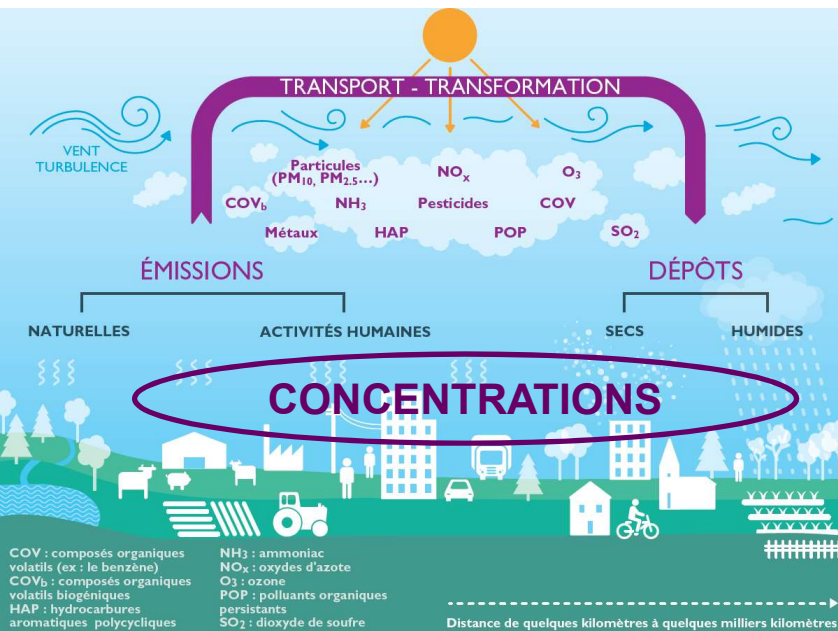 TRANSPORT - TRANSFORMATION
VENT
TURBULENCE
Particules
(PM10, PM2.5...)
NOx
O3
COVb
NH3
Pesticides
COV
Métaux
HAP
POP
SO2
ÉMISSIONS
DÉPÔTS
NATURELLES
ACTIVITÉS HUMAINES
SECS
HUMIDES
CONCENTRATIONS
COV : composés organiques
volatils (ex : le benzène)
COVb : composés organiques
volatils biogéniques
HAP : hydrocarbures
aromatiques polycycliques
NH3 : ammoniac
NOx : oxydes d'azote
O3 : ozone
POP : polluants organiques
persistants
SO2 : dioxyde de soufre
Distance de quelques kilomètres à quelques milliers kilomètres